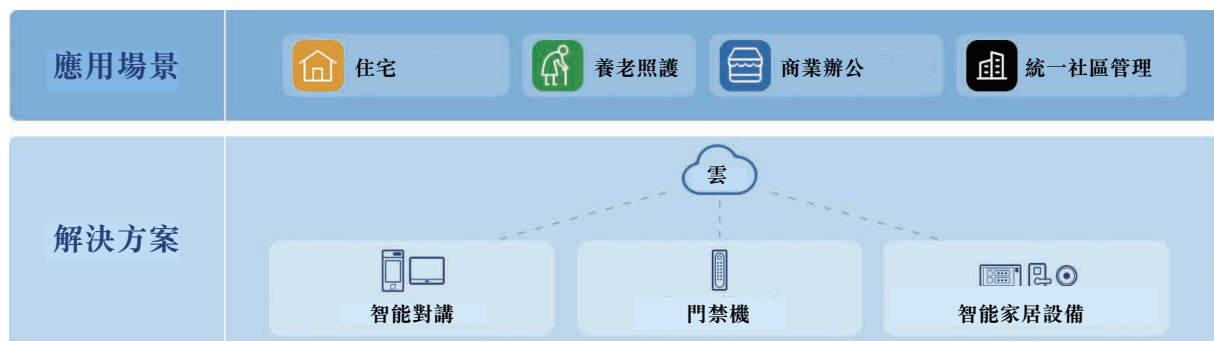 應用場景
住宅
養老照護
商業辦公
統一社區管理
雲
解決方案
智能對講
門禁機
智能家居設備